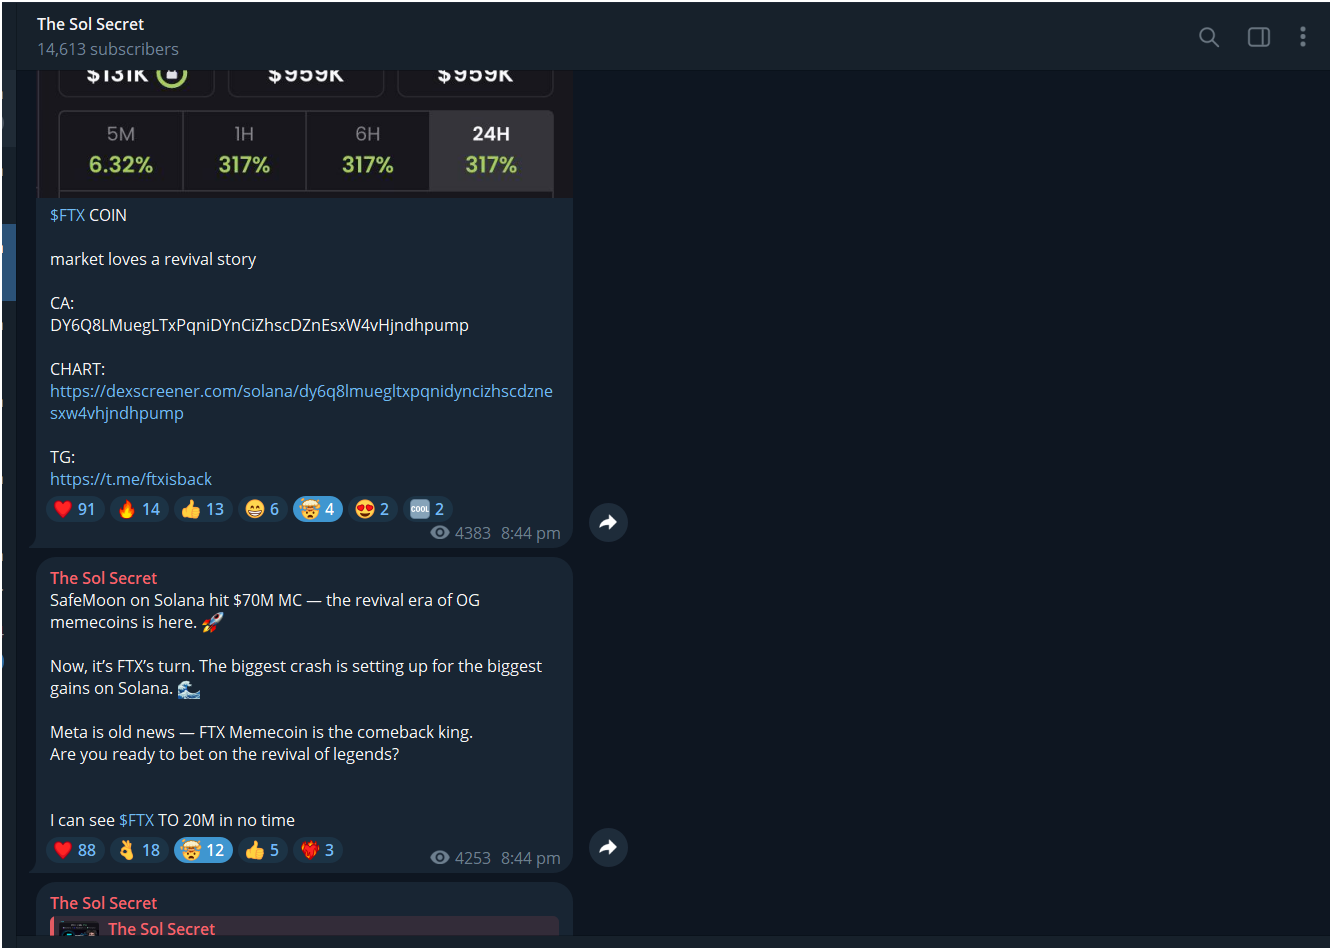 The Sol Secret
14,613 subscribers
$131K $959K $959K
5M 1H 6H 24H
6.32% 317% 317% 317%
$FTX COIN
market loves a revival story
CA:
DY6Q8LMuegLTxPqniDYnCiZhscDZnEsxW4vHjndhpump
CHART:
https://dexscreener.com/solana/dy6q8lmuegltxpqnidyncizhscdzne
sxw4vhjndhpump
TG:
https://t.me/ftxisback
91 14 13 6 4 2 COOL 2
4383 8:44 pm
The Sol Secret
SafeMoon on Solana hit $70M MC — the revival era of OG
memecoins is here. 🚀
Now, it’s FTX’s turn. The biggest crash is setting up for the biggest
gains on Solana. 🌊
Meta is old news — FTX Memecoin is the comeback king.
Are you ready to bet on the revival of legends?
I can see $FTX TO 20M in no time
88 18 12 5 3
4253 8:44 pm
The Sol Secret
The Sol Secret